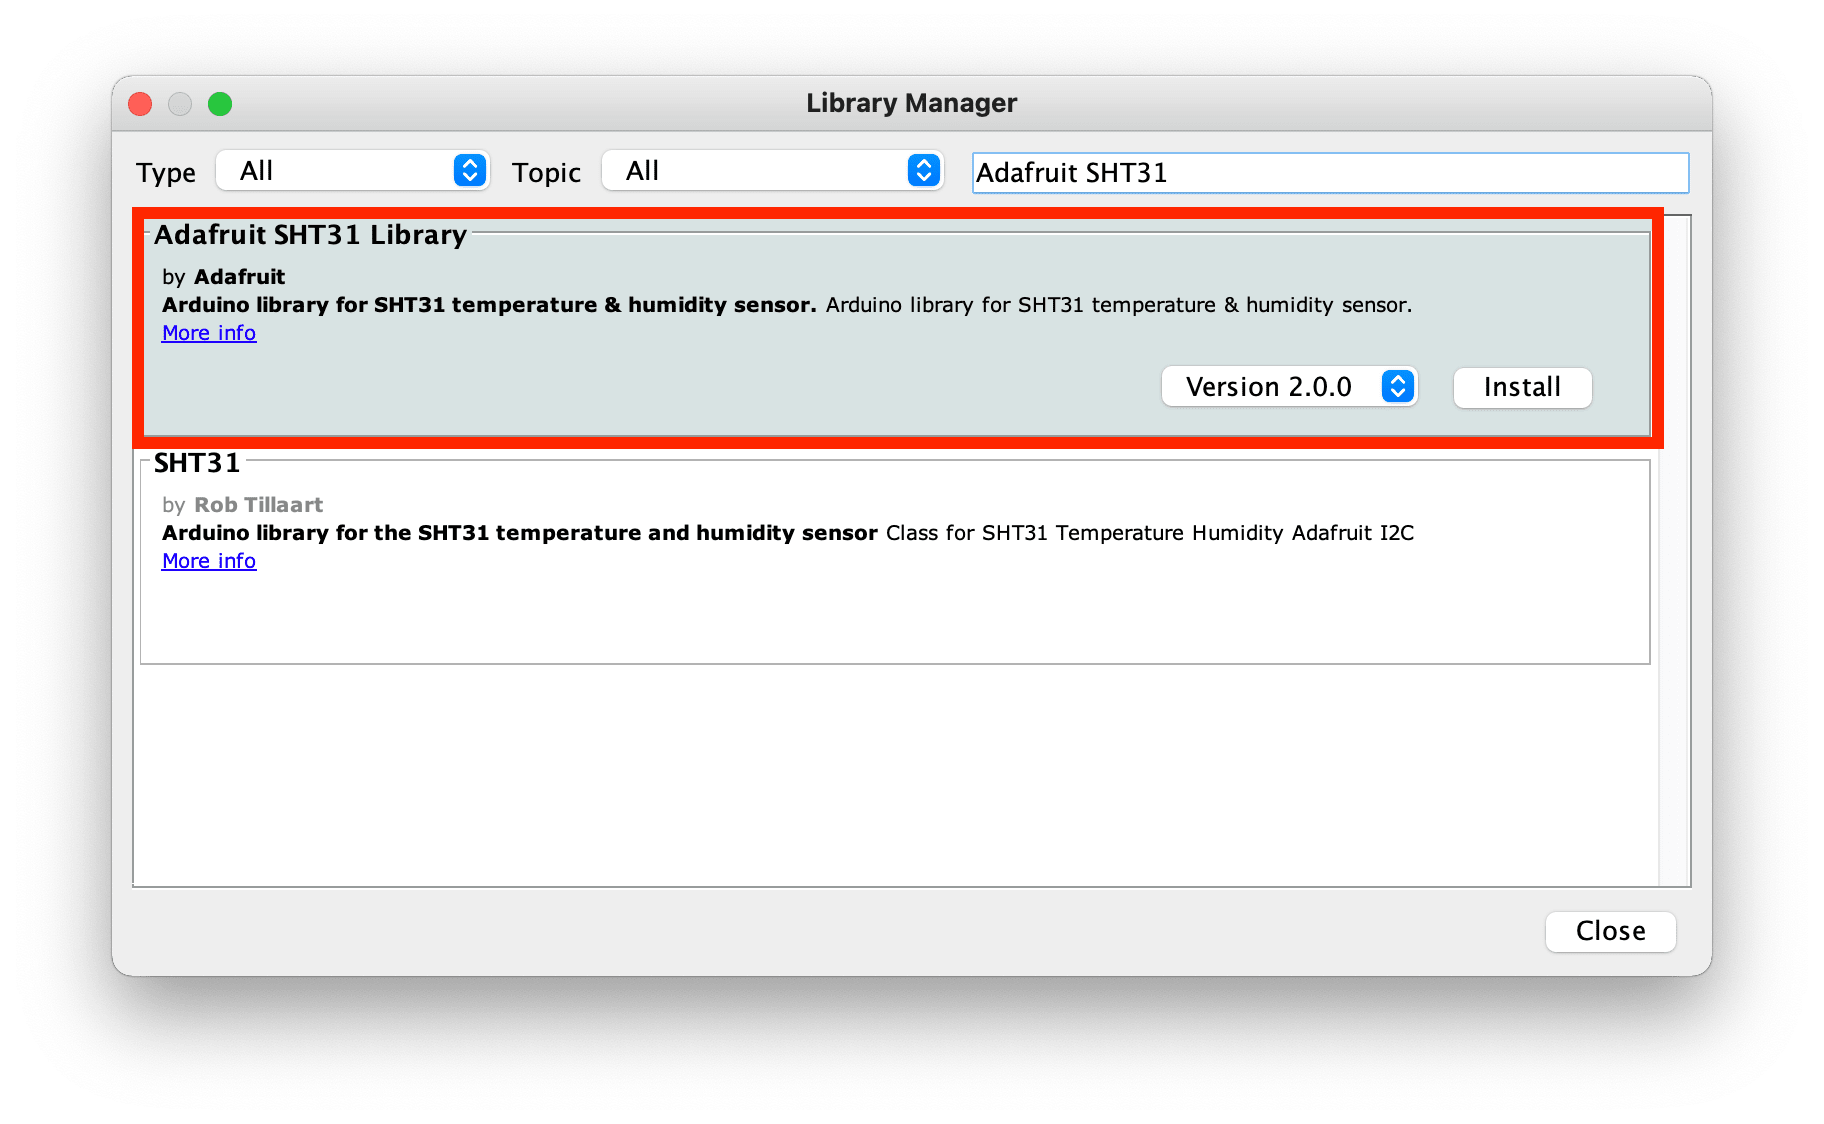 Library Manager
Type All Topic All Adafruit SHT31
Adafruit SHT31 Library
by Adafruit
Arduino library for SHT31 temperature & humidity sensor. Arduino library for SHT31 temperature & humidity sensor.
More info
Version 2.0.0 Install
SHT31
by Rob Tillaart
Arduino library for the SHT31 temperature and humidity sensor Class for SHT31 Temperature Humidity Adafruit I2C
More info
Close